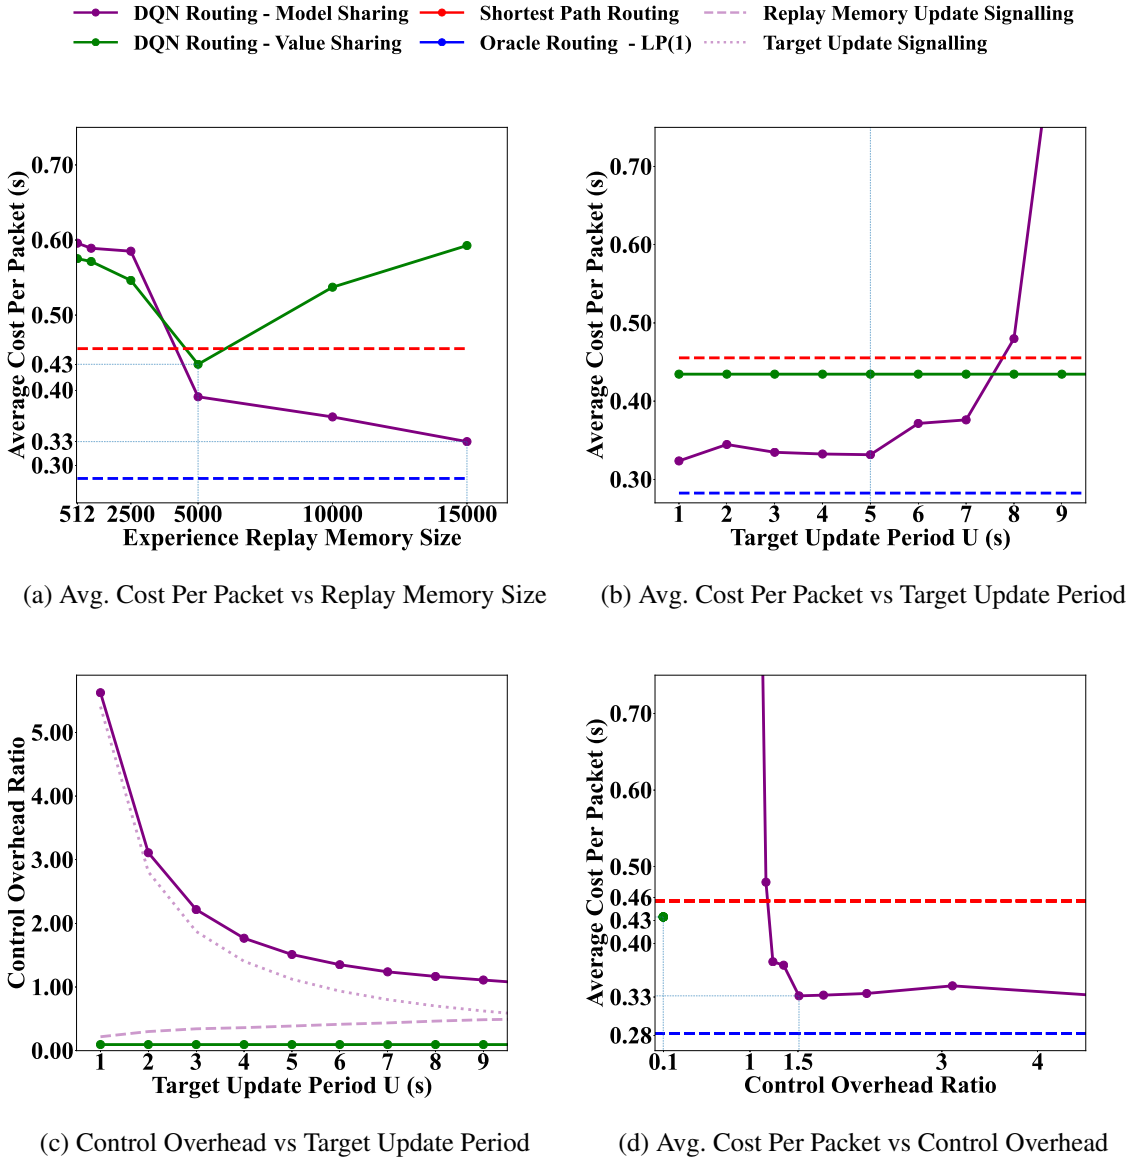 DQN Routing - Model Sharing
Shortest Path Routing
Replay Memory Update Signalling
DQN Routing - Value Sharing
Oracle Routing - LP(1)
Target Update Signalling
Average Cost Per Packet (s)
0.70
0.60
0.50
0.43
0.40
0.33
0.30
512
2500
5000
10000
15000
Experience Replay Memory Size
(a) Avg. Cost Per Packet vs Replay Memory Size
Average Cost Per Packet (s)
0.70
0.60
0.50
0.40
0.30
1 2 3 4 5 6 7 8 9
Target Update Period U (s)
(b) Avg. Cost Per Packet vs Target Update Period
Control Overhead Ratio
5.00
4.00
3.00
2.00
1.00
0.00
1 2 3 4 5 6 7 8 9
Target Update Period U (s)
(c) Control Overhead vs Target Update Period
Average Cost Per Packet (s)
0.70
0.60
0.50
0.46
0.43
0.40
0.33
0.28
0.1 1 1.5 3 4
Control Overhead Ratio
(d) Avg. Cost Per Packet vs Control Overhead